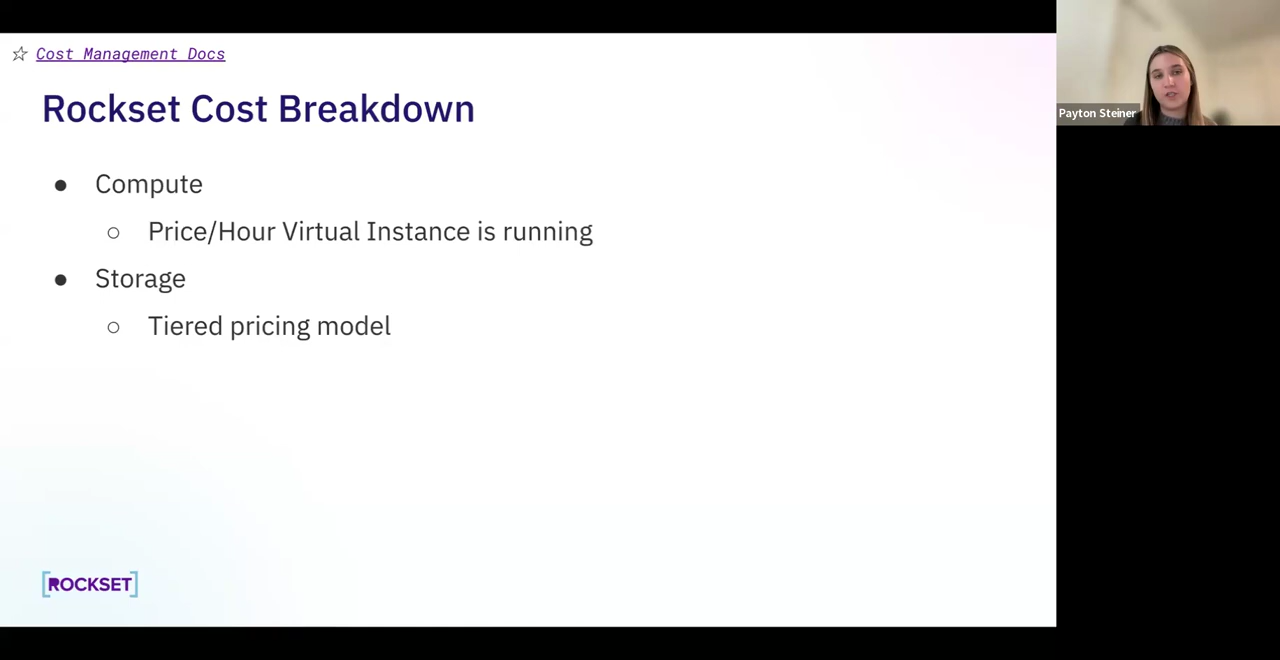 ☆ Cost Management Docs
Rockset Cost Breakdown
● Compute
○ Price/Hour Virtual Instance is running
● Storage
○ Tiered pricing model
[ROCKSET]
Payton Steiner